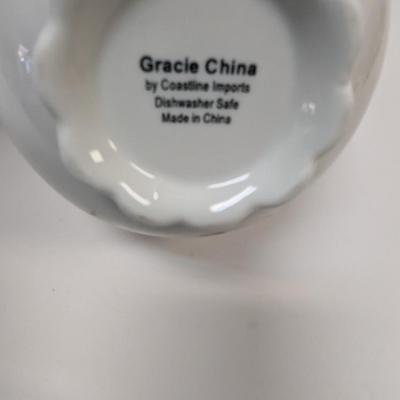 Gracie China
by Coastline Imports
Dishwasher Safe
Made in China